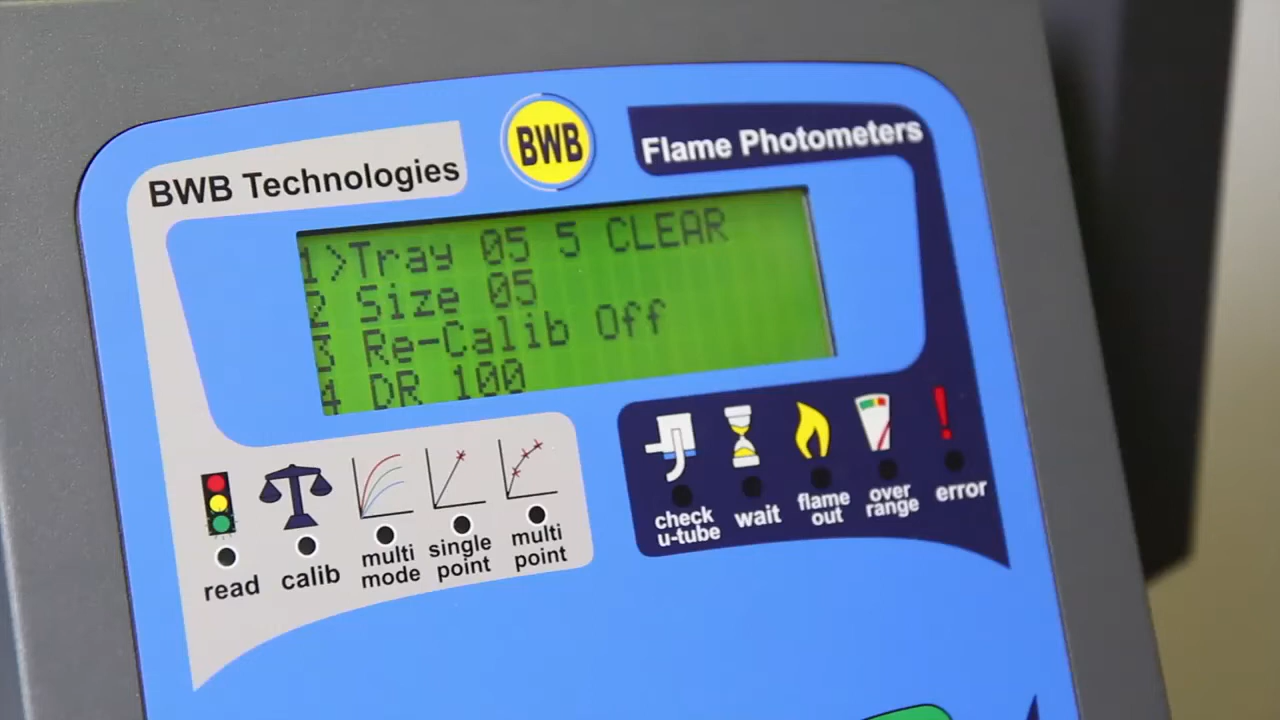 BWB Technologies
BWB
Flame Photometers
1>Tray 05 5 CLEAR
2 Size 05
3 Re-Calib Off
4 DR 100
read
calib
multi
mode
single
point
multi
point
check
u-tube
wait
flame
out
over
range
error